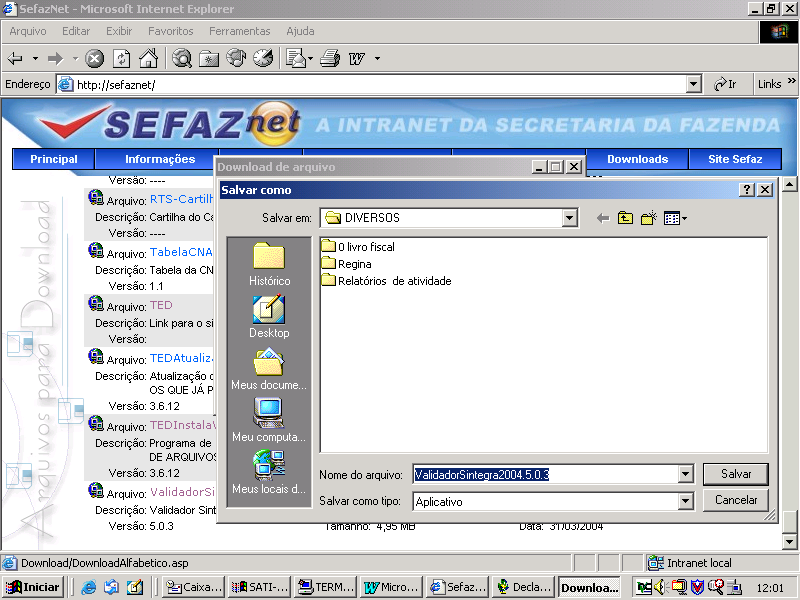 SefazNet - Microsoft Internet Explorer
Arquivo Editar Exibir Favoritos Ferramentas Ajuda
Endereço http://sefaznet/ Ir Links »
SEFAZ net A INTRANET DA SECRETARIA DA FAZENDA
Principal Informações Downloads Site Sefaz
Arquivos para Download
Versão: ----
Arquivo: RTS-Cartilh
Descrição: Cartilha do Ca
Versão: ----
Arquivo: TabelaCNA
Descrição: Tabela da CN
Versão: 1.1
Arquivo: TED
Descrição: Link para o si
Versão:
Arquivo: TEDAtualiz
Descrição: Atualização
OS QUE JÁ P
Versão: 3.6.12
Arquivo: TEDInstala
Descrição: Programa de
DE ARQUIVOS
Versão: 3.6.12
Arquivo: ValidadorSi
Descrição: Validador Sint
Versão: 5.0.3 Tamanho: 4,95 MB Data: 31/03/2004
Download de arquivo
Salvar como
Salvar em: DIVERSOS
Histórico
Desktop
Meus docume...
Meu computa...
Meus locais d...
0 livro fiscal
Regina
Relatórios de atividade
Nome do arquivo: ValidadorSintegra2004.5.0.3 Salvar
Salvar como tipo: Aplicativo Cancelar
Download/DownloadAlfabetico.asp Intranet local
Iniciar Caixa... SATI-... TERM... Micro... Sefaz... Decla... Downloa... 12:01